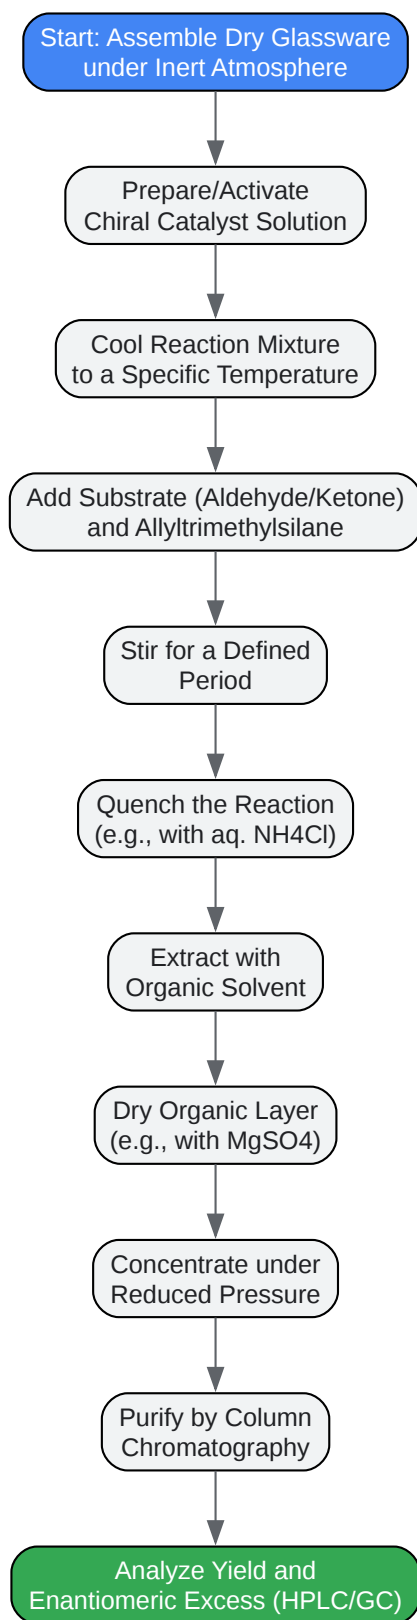 Start: Assemble Dry Glassware
under Inert Atmosphere
Prepare/Activate
Chiral Catalyst Solution
Cool Reaction Mixture
to a Specific Temperature
Add Substrate (Aldehyde/Ketone)
and Allyltrimethylsilane
Stir for a Defined
Period
Quench the Reaction
(e.g., with aq. NH4Cl)
Extract with
Organic Solvent
Dry Organic Layer
(e.g., with MgSO4)
Concentrate under
Reduced Pressure
Purify by Column
Chromatography
Analyze Yield and
Enantiomeric Excess (HPLC/GC)